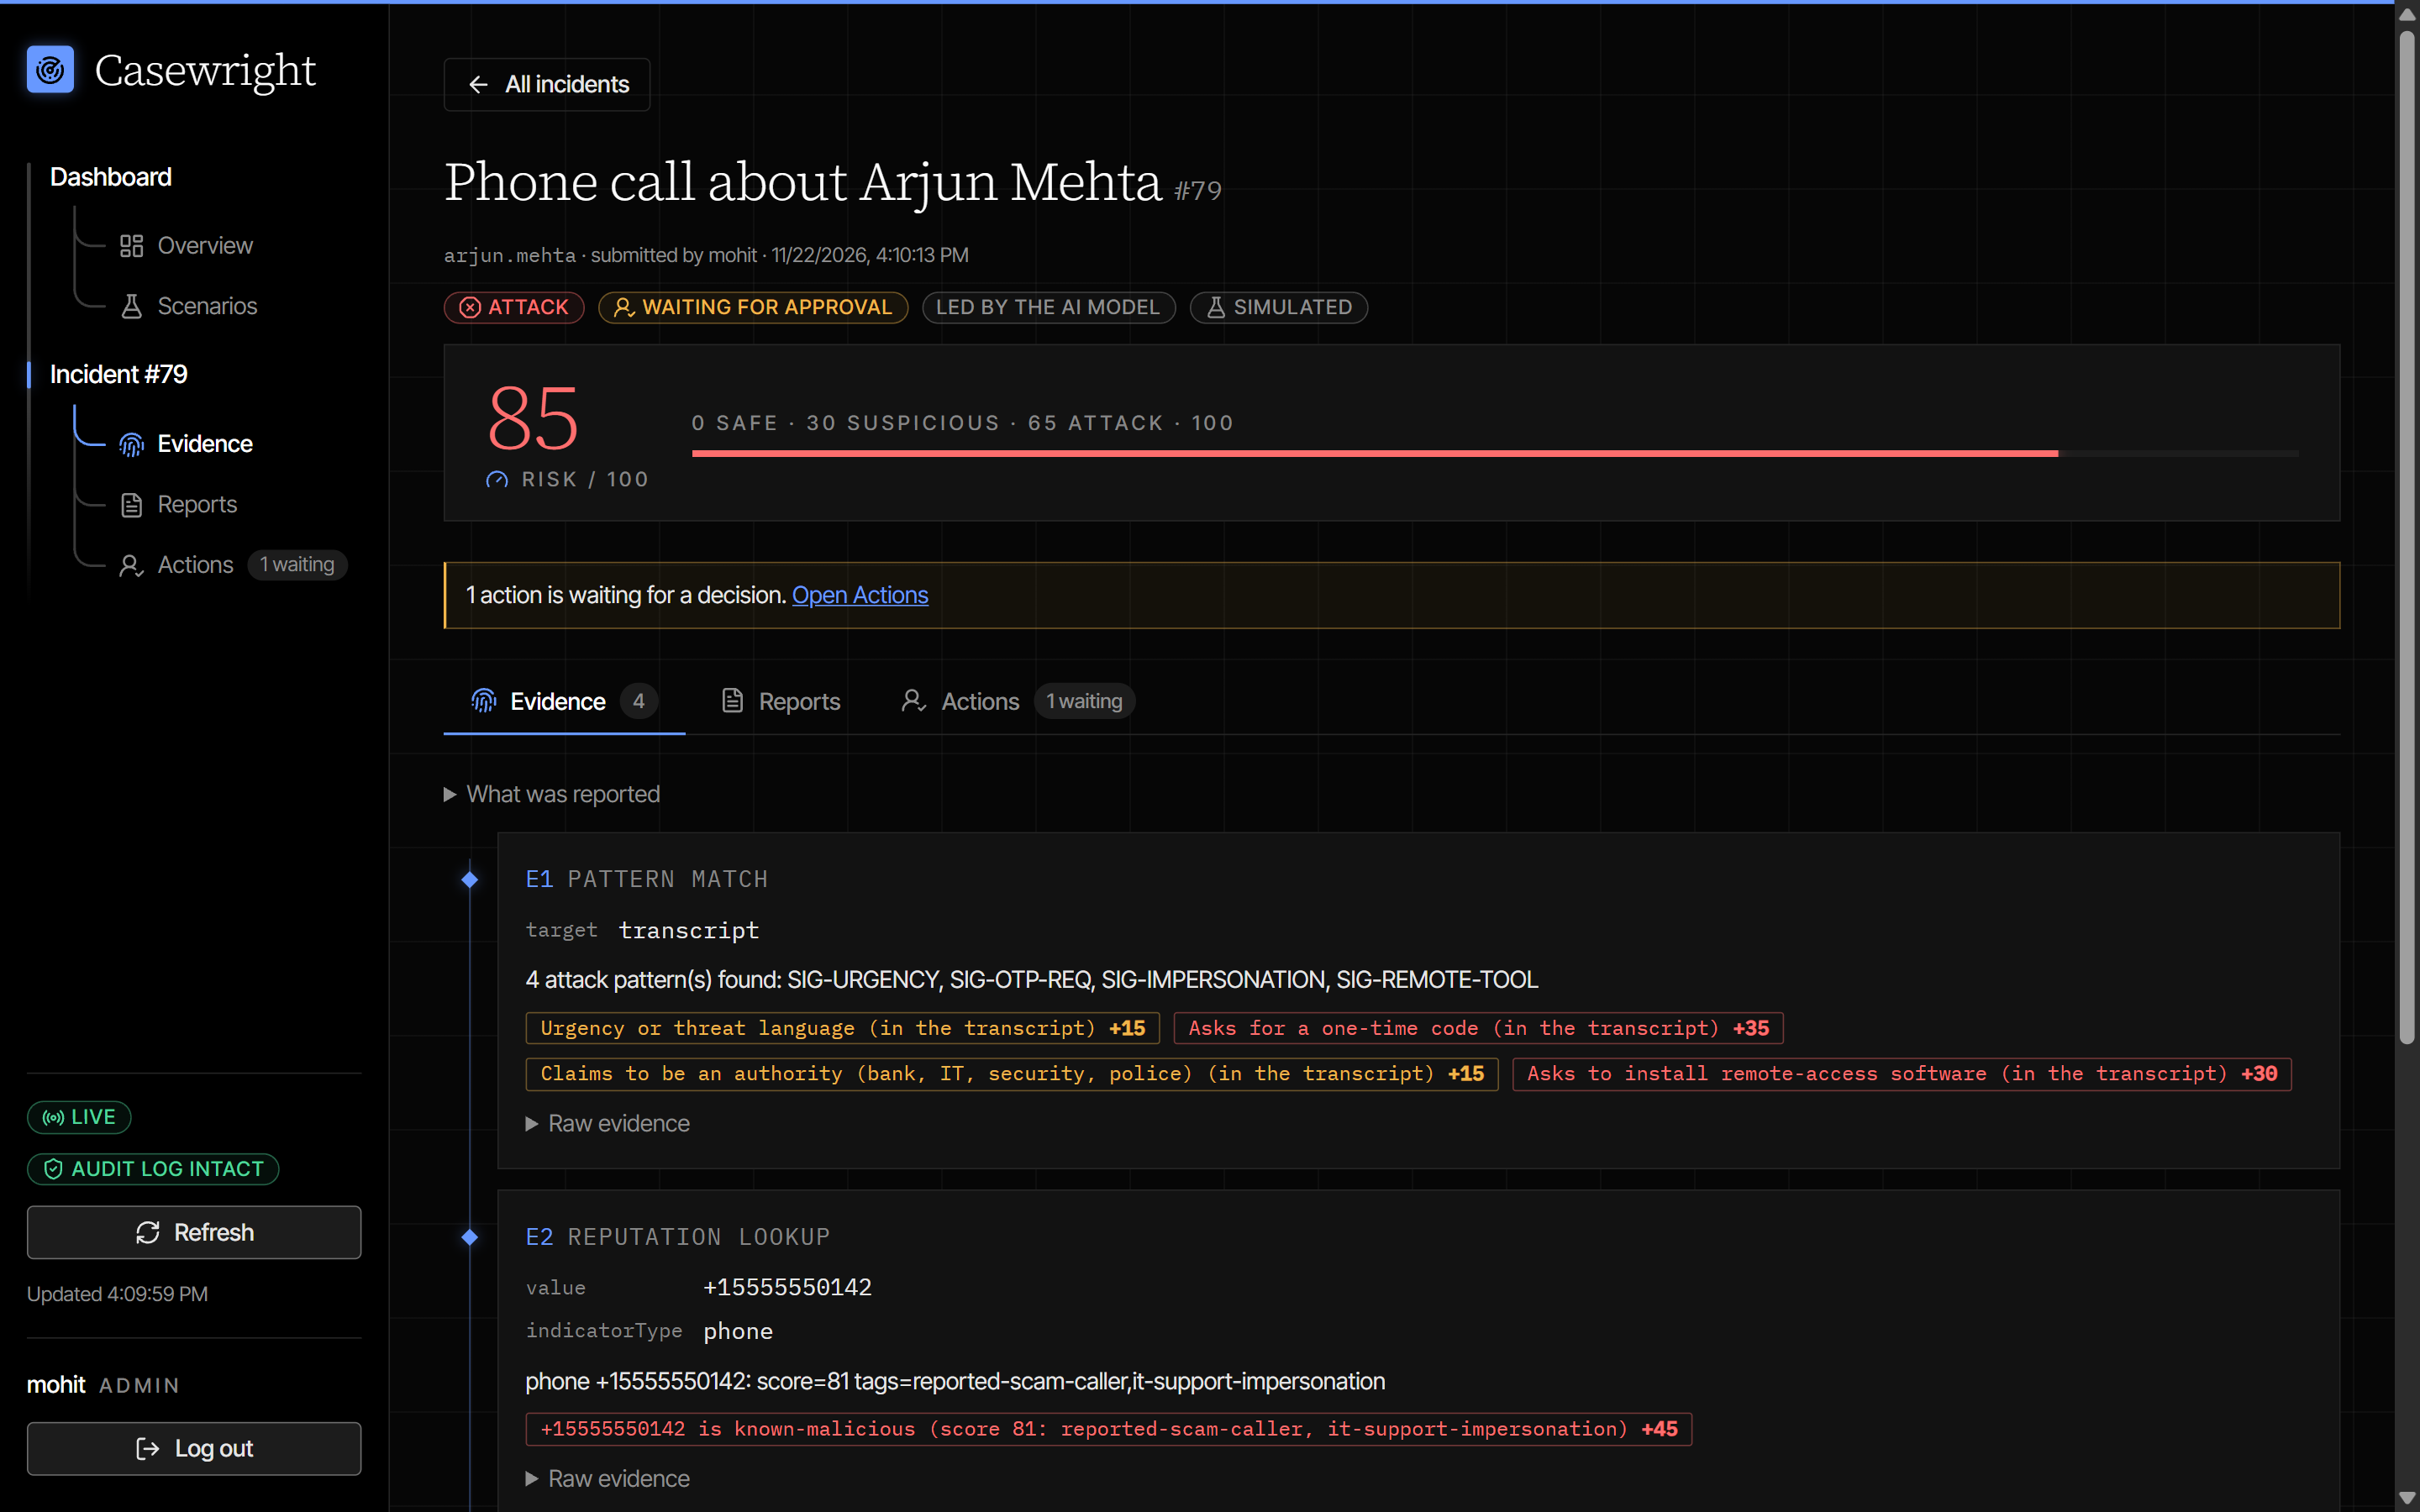 Casewright
Dashboard
Overview
Scenarios
Incident #79
Evidence
Reports
Actions 1 waiting
LIVE
AUDIT LOG INTACT
Refresh
Updated 4:09:59 PM
mohit ADMIN
Log out
All incidents
Phone call about Arjun Mehta #79
arjun.mehta · submitted by mohit · 11/22/2026, 4:10:13 PM
ATTACK WAITING FOR APPROVAL LED BY THE AI MODEL SIMULATED
85
RISK / 100
0 SAFE · 30 SUSPICIOUS · 65 ATTACK · 100
1 action is waiting for a decision. Open Actions
Evidence 4 Reports Actions 1 waiting
What was reported
E1 PATTERN MATCH
target transcript
4 attack pattern(s) found: SIG-URGENCY, SIG-OTP-REQ, SIG-IMPERSONATION, SIG-REMOTE-TOOL
Urgency or threat language (in the transcript) +15 Asks for a one-time code (in the transcript) +35
Claims to be an authority (bank, IT, security, police) (in the transcript) +15 Asks to install remote-access software (in the transcript) +30
Raw evidence
E2 REPUTATION LOOKUP
value +15555550142
indicatorType phone
phone +15555550142: score=81 tags=reported-scam-caller,it-support-impersonation
+15555550142 is known-malicious (score 81: reported-scam-caller, it-support-impersonation) +45
Raw evidence